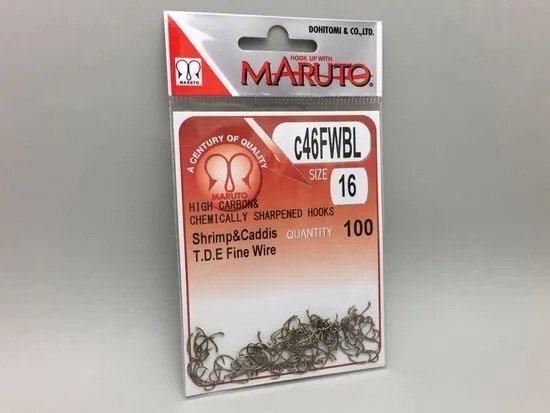 DOHITOMI & CO.,LTD.
HOOK UP WITH
MARUTO®
MARUTO
A CENTURY OF QUALITY
c46FWBL
SIZE 16
MARUTO
HIGH CARBON&
CHEMICALLY SHARPENED HOOKS
Shrimp&Caddis QUANTITY 100
T.D.E Fine Wire